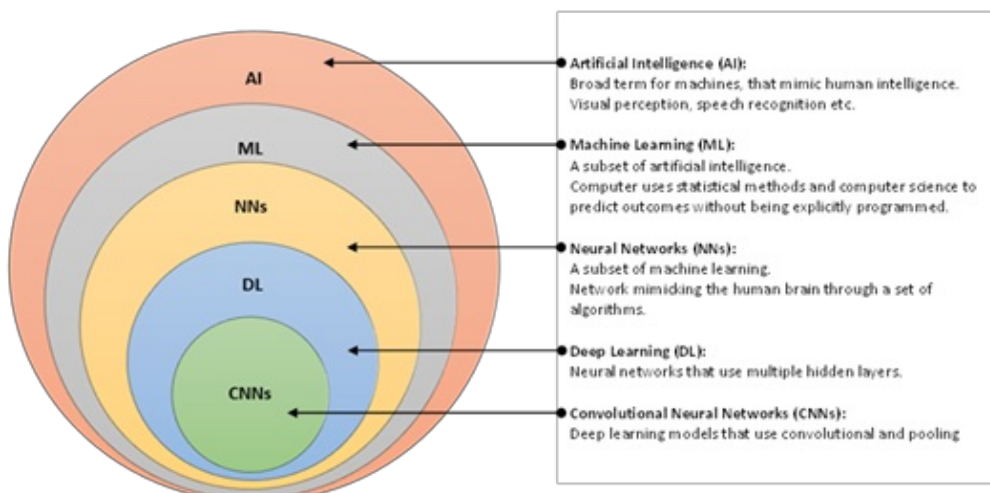 AI
ML
NNs
DL
CNNs
Artificial Intelligence (AI):
Broad term for machines, that mimic human intelligence.
Visual perception, speech recognition etc.
Machine Learning (ML):
A subset of artificial intelligence.
Computer uses statistical methods and computer science to
predict outcomes without being explicitly programmed.
Neural Networks (NNs):
A subset of machine learning.
Network mimicking the human brain through a set of
algorithms.
Deep Learning (DL):
Neural networks that use multiple hidden layers.
Convolutional Neural Networks (CNNs):
Deep learning models that use convolutional and pooling